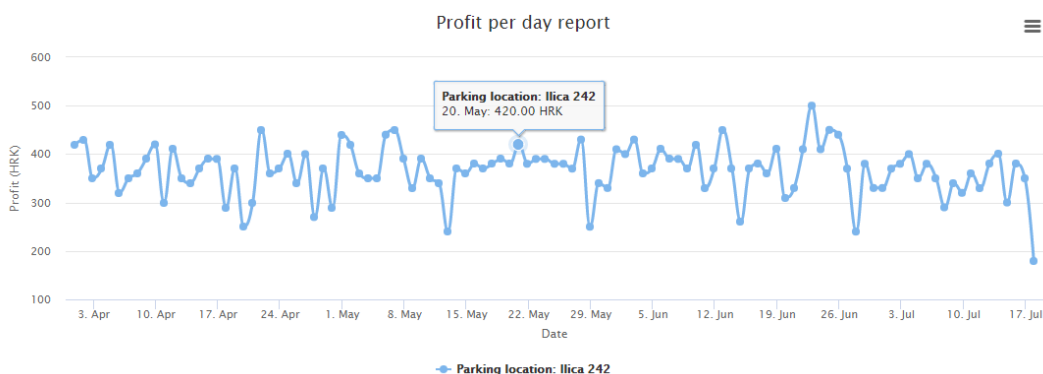 Profit per day report
600
500
400
300
200
100
Profit (HRK)
Parking location: Ilica 242
20. May: 420.00 HRK
3. Apr 10. Apr 17. Apr 24. Apr 1. May 8. May 15. May 22. May 29. May 5. Jun 12. Jun 19. Jun 26. Jun 3. Jul 10. Jul 17. Jul
Date
Parking location: Ilica 242